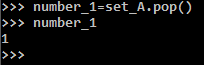 >>> number_1=set_A.pop()
>>> number_1
1
>>>